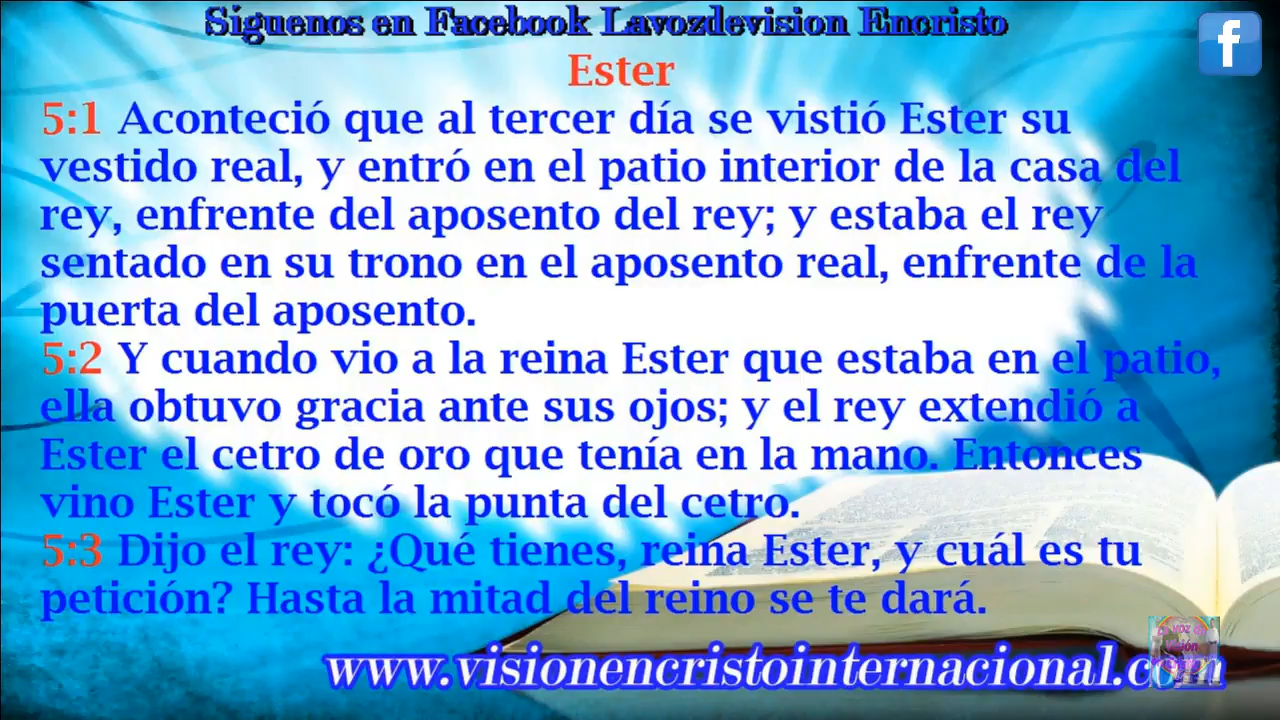 Síguenos en Facebook Lavozdevision Encristo
f
Ester
5:1 Aconteció que al tercer día se vistió Ester su
vestido real, y entró en el patio interior de la casa del
rey, enfrente del aposento del rey; y estaba el rey
sentado en su trono en el aposento real, enfrente de la
puerta del aposento.
5:2 Y cuando vio a la reina Ester que estaba en el patio,
ella obtuvo gracia ante sus ojos; y el rey extendió a
Ester el cetro de oro que tenía en la mano. Entonces
vino Ester y tocó la punta del cetro.
5:3 Dijo el rey: ¿Qué tienes, reina Ester, y cuál es tu
petición? Hasta la mitad del reino se te dará.
www.visionencristointernacional.com